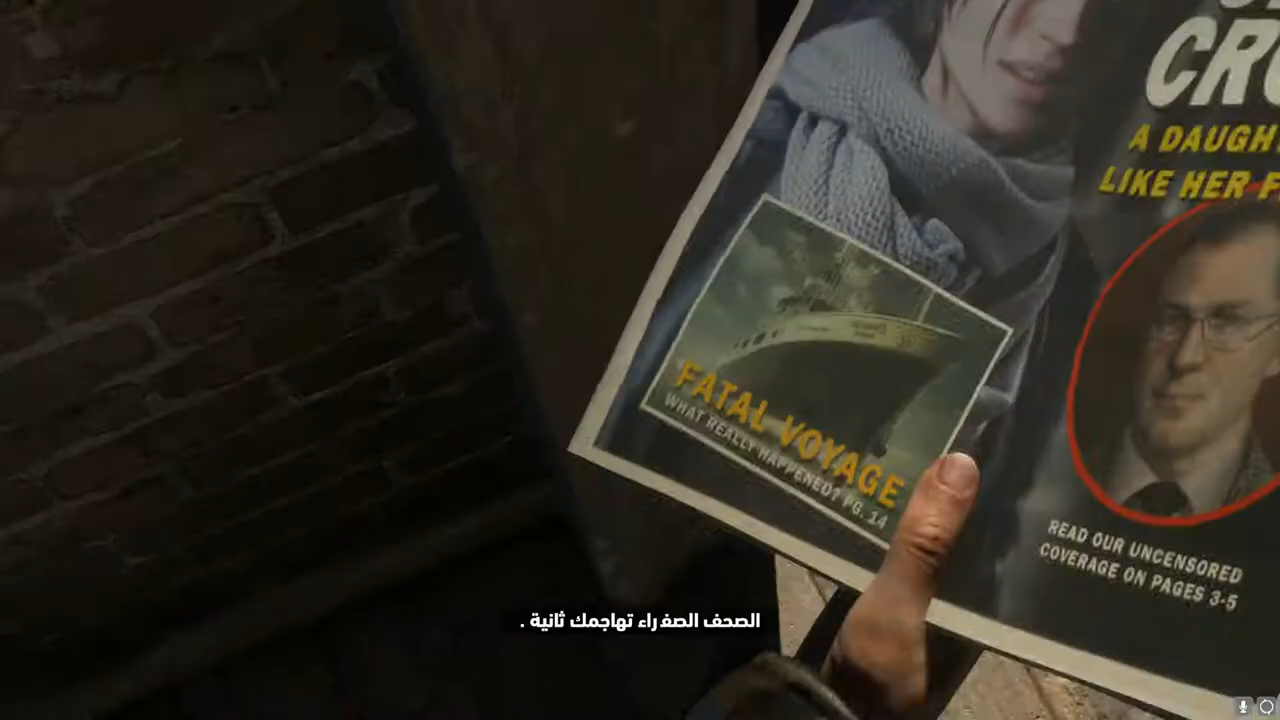 CR
A DAUGH
LIKE HER F
FATAL VOYAGE
WHAT REALLY HAPPENED? PG. 14
READ OUR UNCENSORED
COVERAGE ON PAGES 3-5
الصحف الصفراء تهاجمك ثانية .